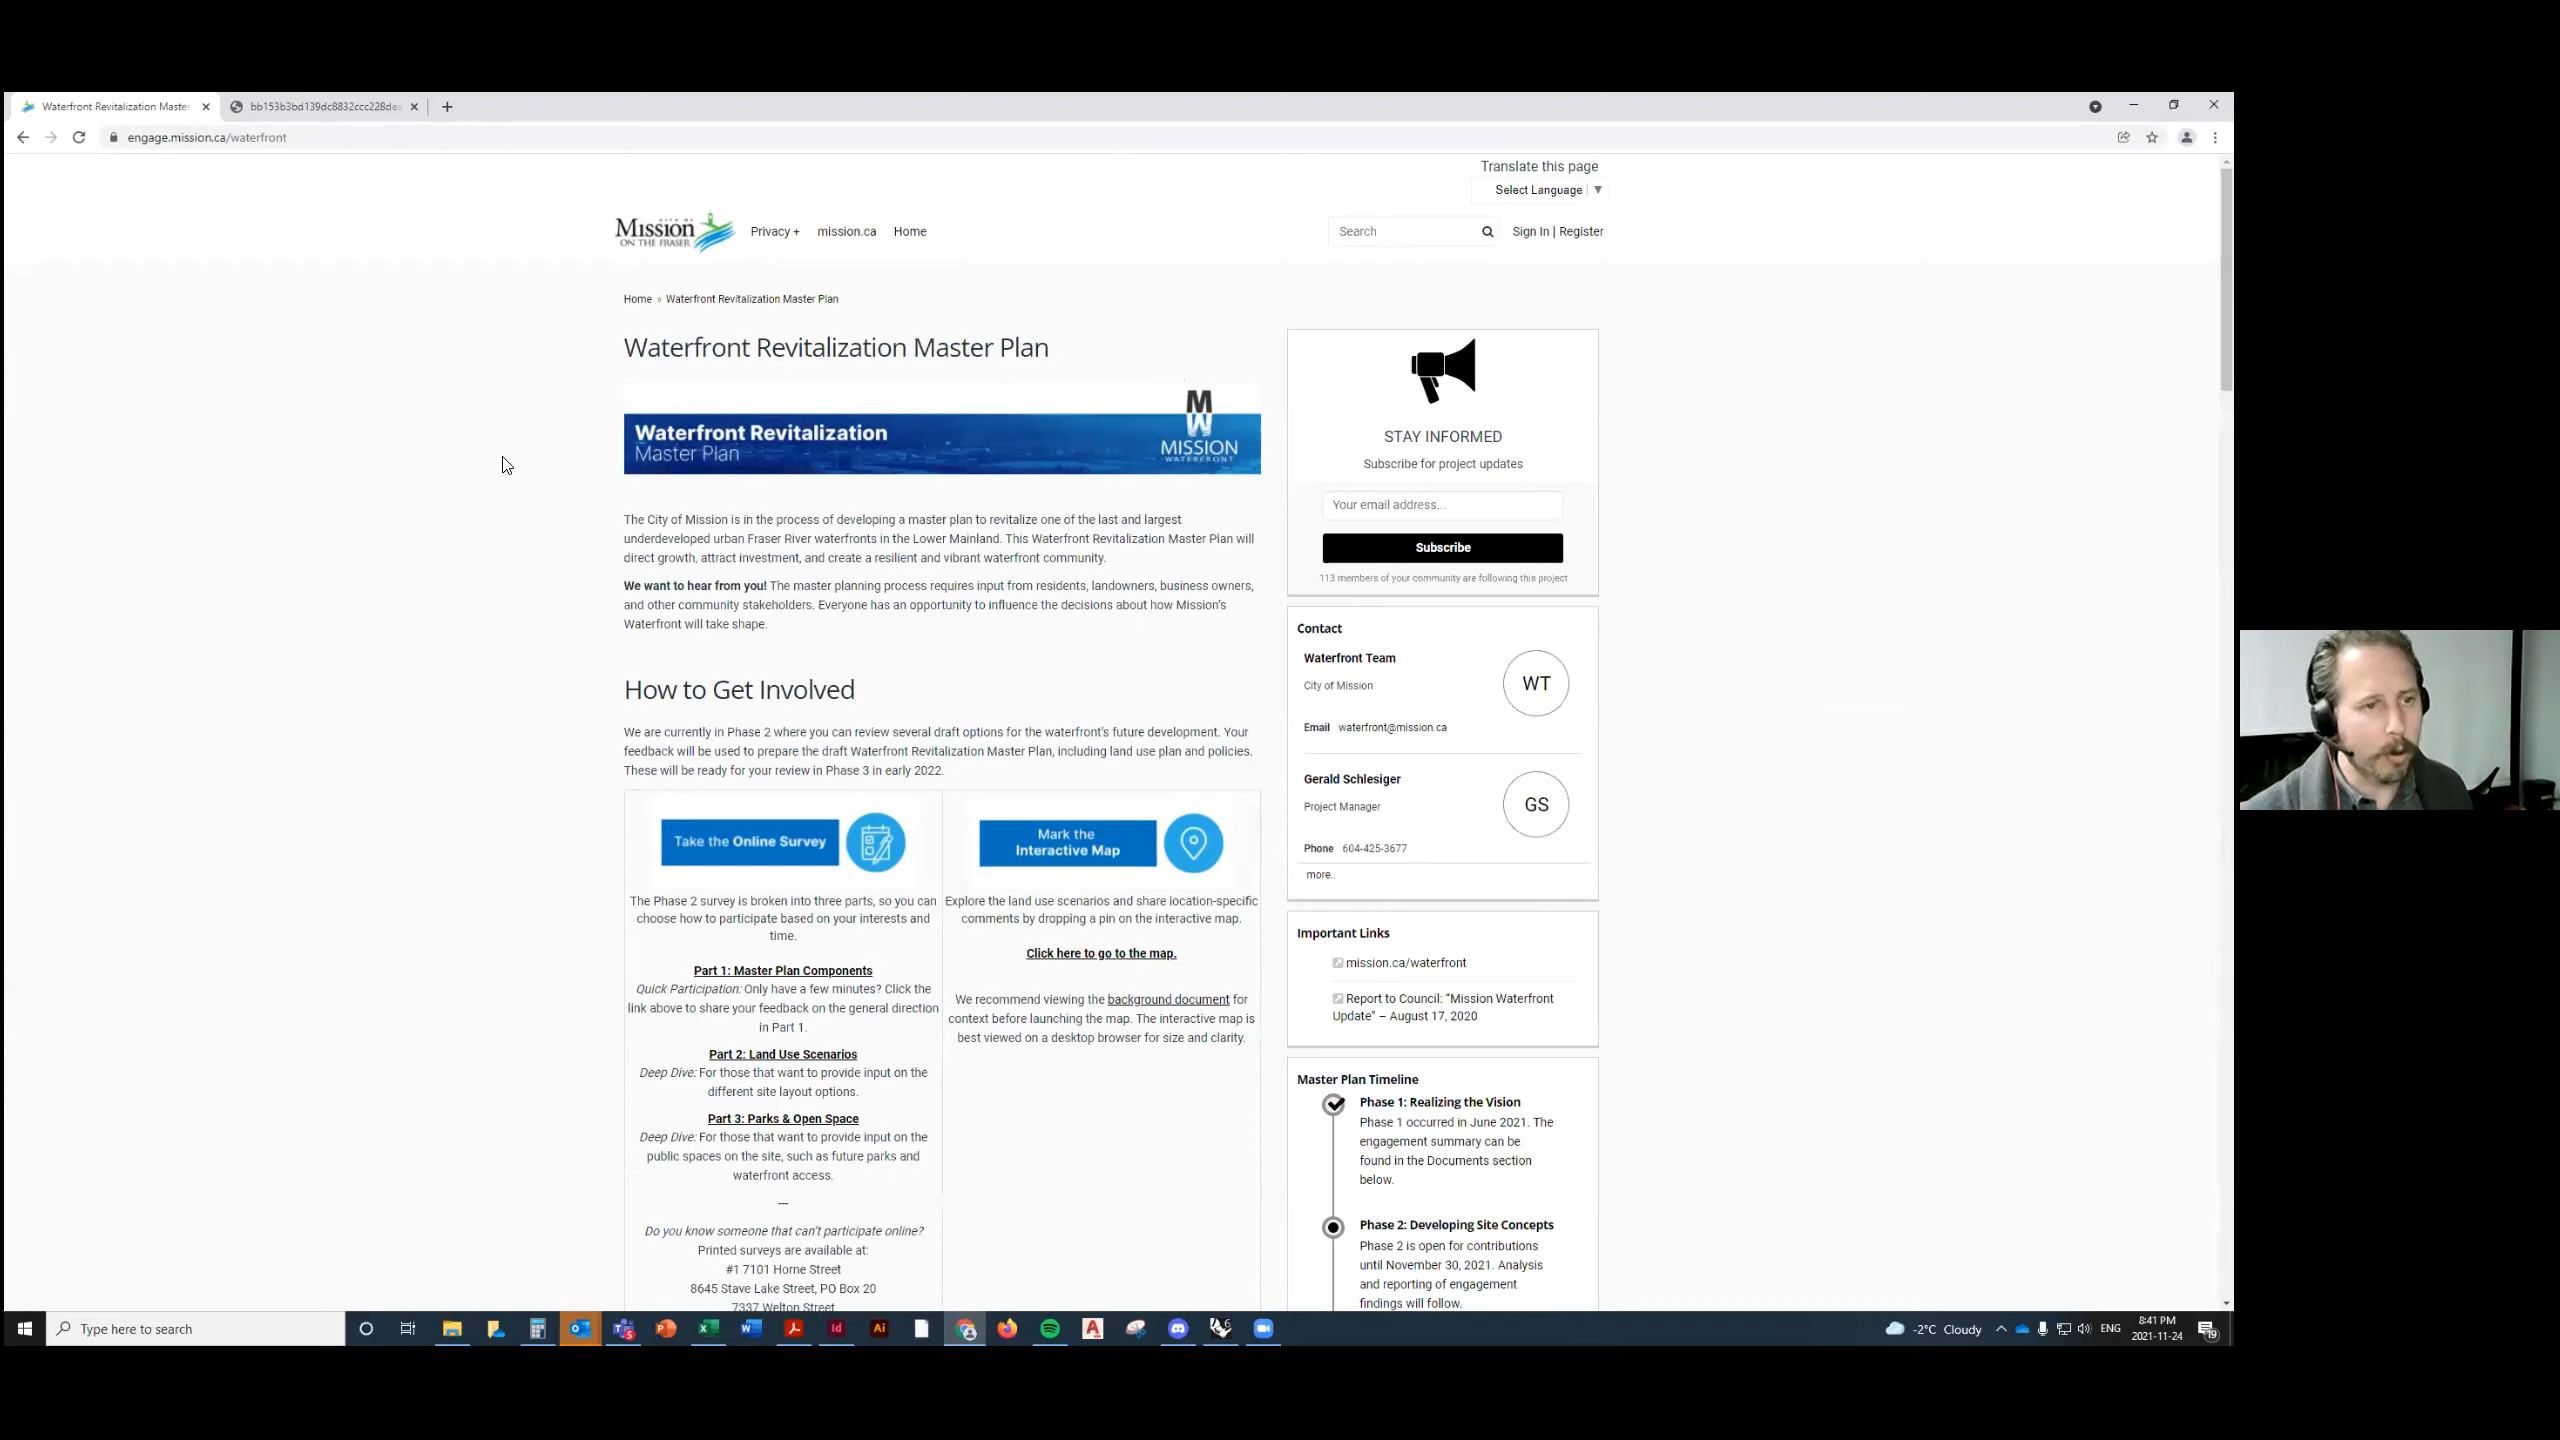 Waterfront Revitalization Master
bb153b3bd139dc8832ccc228dea
engage.mission.ca/waterfront
Translate this page
Select Language
CITY OF
Mission
ON THE FRASER
Privacy +
mission.ca
Home
Search
Sign In | Register
Home » Waterfront Revitalization Master Plan
Waterfront Revitalization Master Plan
Waterfront Revitalization
Master Plan
MW
MISSION
WATERFRONT
The City of Mission is in the process of developing a master plan to revitalize one of the last and largest
underdeveloped urban Fraser River waterfronts in the Lower Mainland. This Waterfront Revitalization Master Plan will
direct growth, attract investment, and create a resilient and vibrant waterfront community.
We want to hear from you! The master planning process requires input from residents, landowners, business owners,
and other community stakeholders. Everyone has an opportunity to influence the decisions about how Mission's
Waterfront will take shape.
How to Get Involved
We are currently in Phase 2 where you can review several draft options for the waterfront's future development. Your
feedback will be used to prepare the draft Waterfront Revitalization Master Plan, including land use plan and policies.
These will be ready for your review in Phase 3 in early 2022.
Take the Online Survey
The Phase 2 survey is broken into three parts, so you can
choose how to participate based on your interests and
time.
Part 1: Master Plan Components
Quick Participation: Only have a few minutes? Click the
link above to share your feedback on the general direction
in Part 1.
Part 2: Land Use Scenarios
Deep Dive: For those that want to provide input on the
different site layout options.
Part 3: Parks & Open Space
Deep Dive: For those that want to provide input on the
public spaces on the site, such as future parks and
waterfront access.
—
Do you know someone that can't participate online?
Printed surveys are available at:
#1 7101 Horne Street
8645 Stave Lake Street, PO Box 20
7337 Welton Street
Mark the
Interactive Map
Explore the land use scenarios and share location-specific
comments by dropping a pin on the interactive map.
Click here to go to the map.
We recommend viewing the background document for
context before launching the map. The interactive map is
best viewed on a desktop browser for size and clarity.
STAY INFORMED
Subscribe for project updates
Your email address...
Subscribe
113 members of your community are following this project
Contact
Waterfront Team
City of Mission
WT
Email waterfront@mission.ca
Gerald Schlesiger
Project Manager
GS
Phone 604-425-3677
more..
Important Links
mission.ca/waterfront
Report to Council: “Mission Waterfront
Update” – August 17, 2020
Master Plan Timeline
Phase 1: Realizing the Vision
Phase 1 occurred in June 2021. The
engagement summary can be
found in the Documents section
below.
Phase 2: Developing Site Concepts
Phase 2 is open for contributions
until November 30, 2021. Analysis
and reporting of engagement
findings will follow.
Type here to search
-2°C Cloudy
ENG
8:41 PM
2021-11-24
19